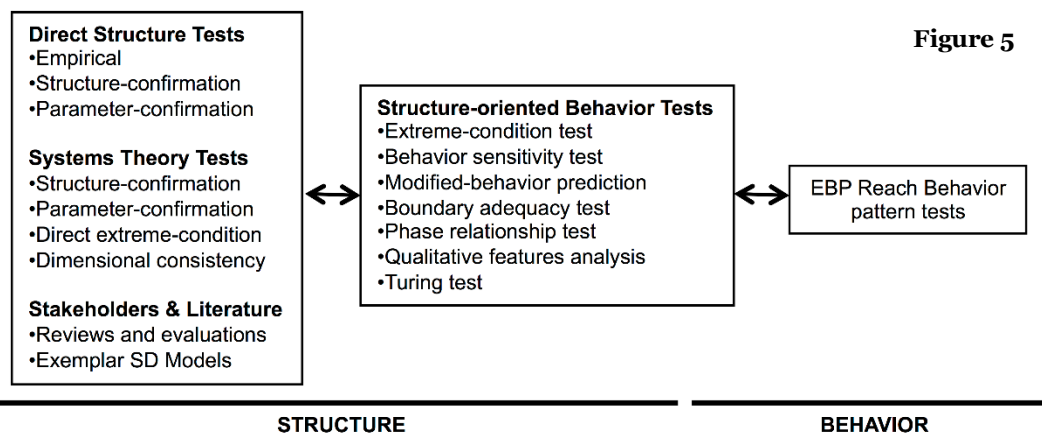 Figure 5
Direct Structure Tests
•Empirical
•Structure-confirmation
•Parameter-confirmation
Systems Theory Tests
•Structure-confirmation
•Parameter-confirmation
•Direct extreme-condition
•Dimensional consistency
Stakeholders & Literature
•Reviews and evaluations
•Exemplar SD Models
Structure-oriented Behavior Tests
•Extreme-condition test
•Behavior sensitivity test
•Modified-behavior prediction
•Boundary adequacy test
•Phase relationship test
•Qualitative features analysis
•Turing test
EBP Reach Behavior
pattern tests
STRUCTURE
BEHAVIOR